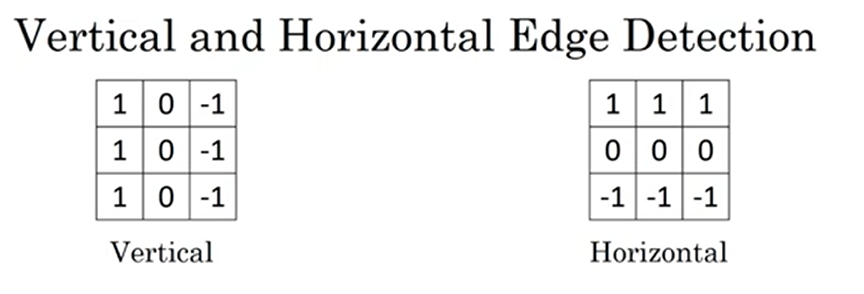 Vertical and Horizontal Edge Detection
1 0 -1 1 1 1
1 0 -1 0 0 0
1 0 -1 -1 -1 -1
Vertical Horizontal